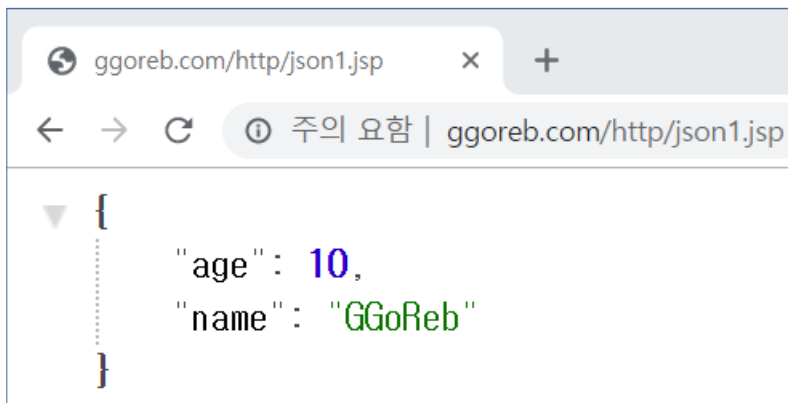 ggoreb.com/http/json1.jsp
주의 요함 | ggoreb.com/http/json1.jsp
{
"age": 10,
"name": "GGoReb"
}